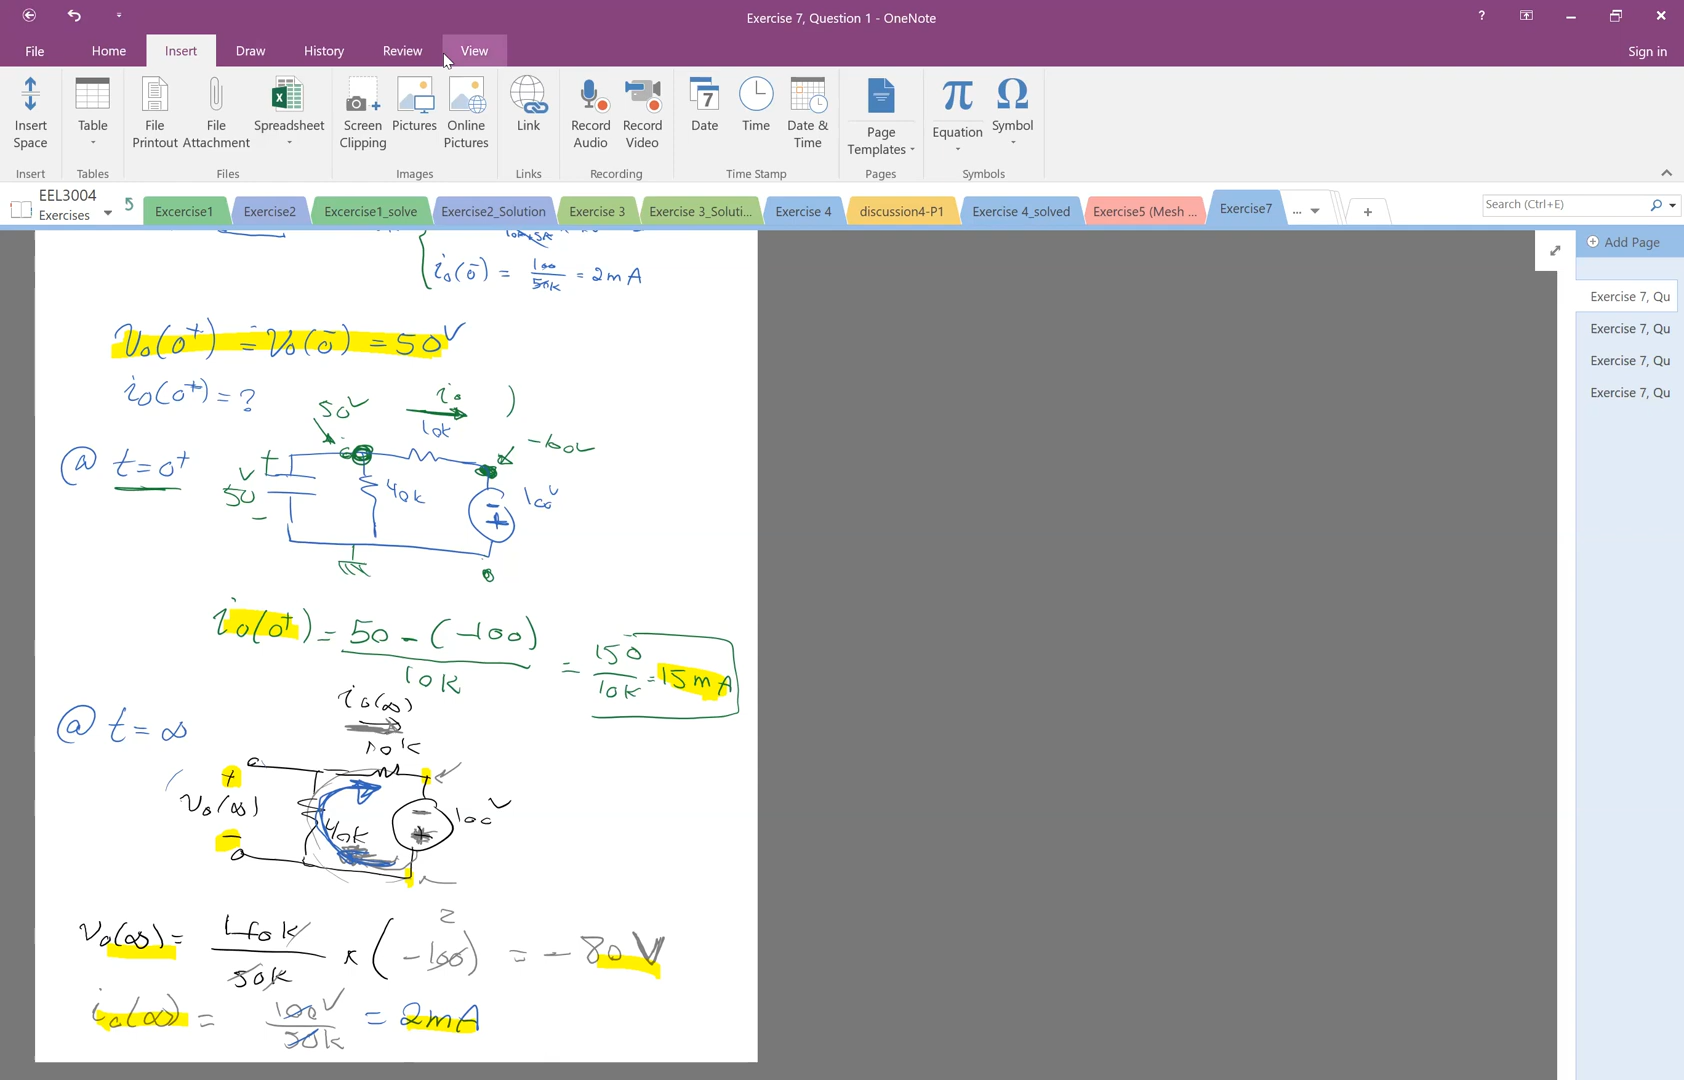 Exercise 7, Question 1 - OneNote
File Home Insert Draw History Review View Sign in
Insert Space
Table
File Printout
File Attachment
Spreadsheet
Screen Clipping
Pictures
Online Pictures
Link
Record Audio
Record Video
Date
Time
Date & Time
Page Templates
Equation
Symbol
Insert Tables Files Images Links Recording Time Stamp Pages Symbols
EEL3004
Exercises
Excercise1 Exercise2 Excercise1_solve Exercise2_Solution Exercise 3 Exercise 3_Soluti... Exercise 4 discussion4-P1 Exercise 4_solved Exercise5 (Mesh ... Exercise7 ...
Search (Ctrl+E)
Add Page
Exercise 7, Qu
Exercise 7, Qu
Exercise 7, Qu
Exercise 7, Qu
i₀(0⁻) = 100/50K = 2mA
V₀(0⁺) = V₀(0⁻) = 50V
i₀(0⁺) = ?
50V i₀
10K -100V
@ t=0⁺
+ 50V - 40K 100V - +
i₀(0⁺) = 50-(-100)/10K = 150/10K = 15mA
@ t=∞
i₀(∞)
10K
+ V₀(∞) - 40K 100V - +
V₀(∞) = 40K/50K × (-100) 2 = -80V
i₀(∞) = 100V/50K = 2mA